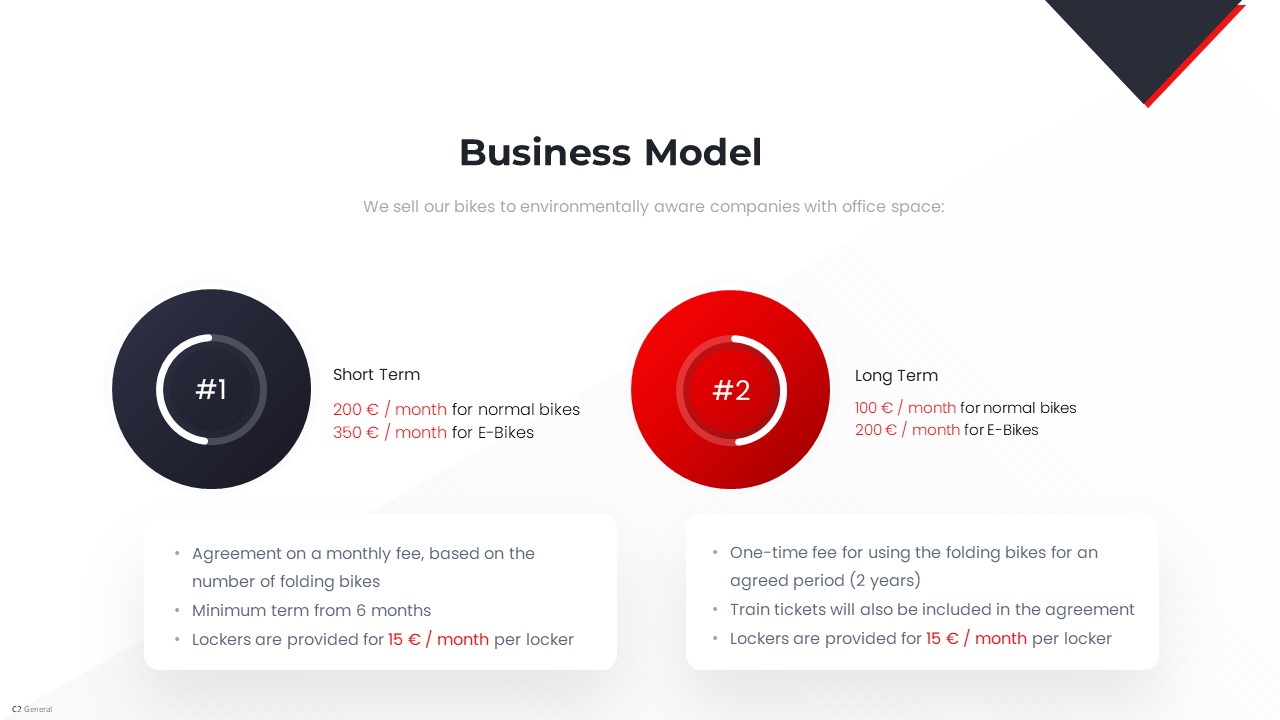 Business Model
We sell our bikes to environmentally aware companies with office space:
#1
Short Term
200 € / month for normal bikes
350 € / month for E-Bikes
#2
Long Term
100 € / month for normal bikes
200 € / month for E-Bikes
• Agreement on a monthly fee, based on the
number of folding bikes
• Minimum term from 6 months
• Lockers are provided for 15 € / month per locker
• One-time fee for using the folding bikes for an
agreed period (2 years)
• Train tickets will also be included in the agreement
• Lockers are provided for 15 € / month per locker
C2 General